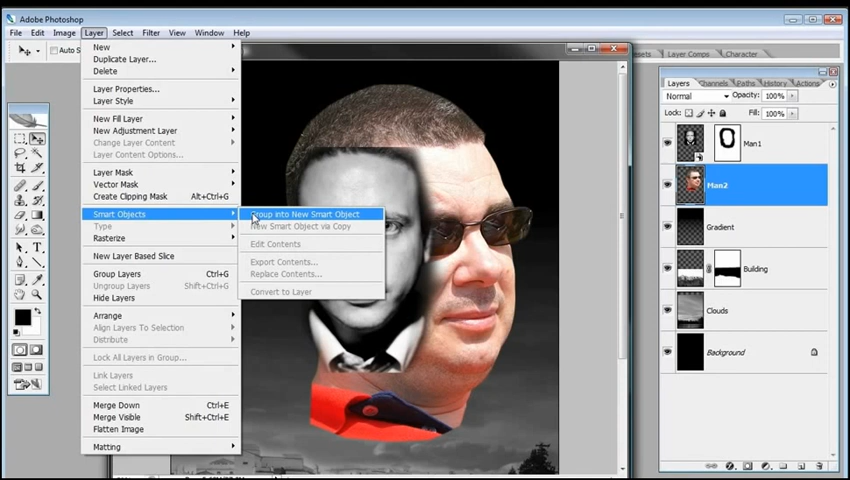 Adobe Photoshop
File Edit Image Layer Select Filter View Window Help
Auto S
New
Duplicate Layer...
Delete
Layer Properties...
Layer Style
New Fill Layer
New Adjustment Layer
Change Layer Content
Layer Content Options...
Layer Mask
Vector Mask
Create Clipping Mask Alt+Ctrl+G
Smart Objects
Type
Rasterize
New Layer Based Slice
Group Layers Ctrl+G
Ungroup Layers Shift+Ctrl+G
Hide Layers
Arrange
Align Layers To Selection
Distribute
Lock All Layers in Group...
Link Layers
Select Linked Layers
Merge Down Ctrl+E
Merge Visible Shift+Ctrl+E
Flatten Image
Matting
Group into New Smart Object
New Smart Object via Copy
Edit Contents
Export Contents...
Replace Contents...
Convert to Layer
Layer Comps Character
Layers Channels Paths History Actions
Normal Opacity: 100%
Lock: Fill: 100%
Man1
Man2
Gradient
Building
Clouds
Background